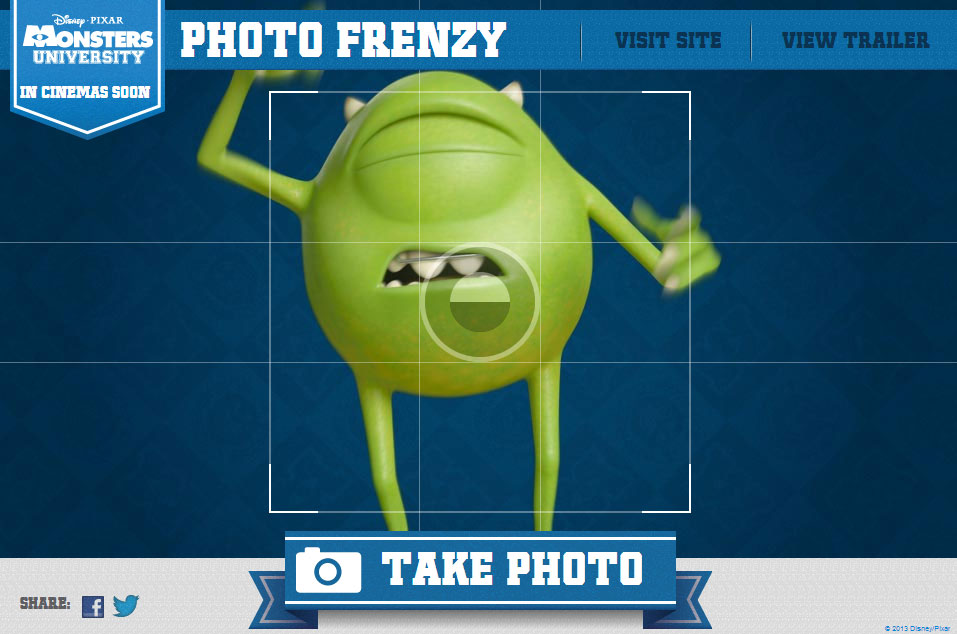 Disney · PIXAR
MONSTERS
UNIVERSITY
IN CINEMAS SOON
PHOTO FRENZY
VISIT SITE
VIEW TRAILER
TAKE PHOTO
SHARE:
© 2013 Disney/Pixar